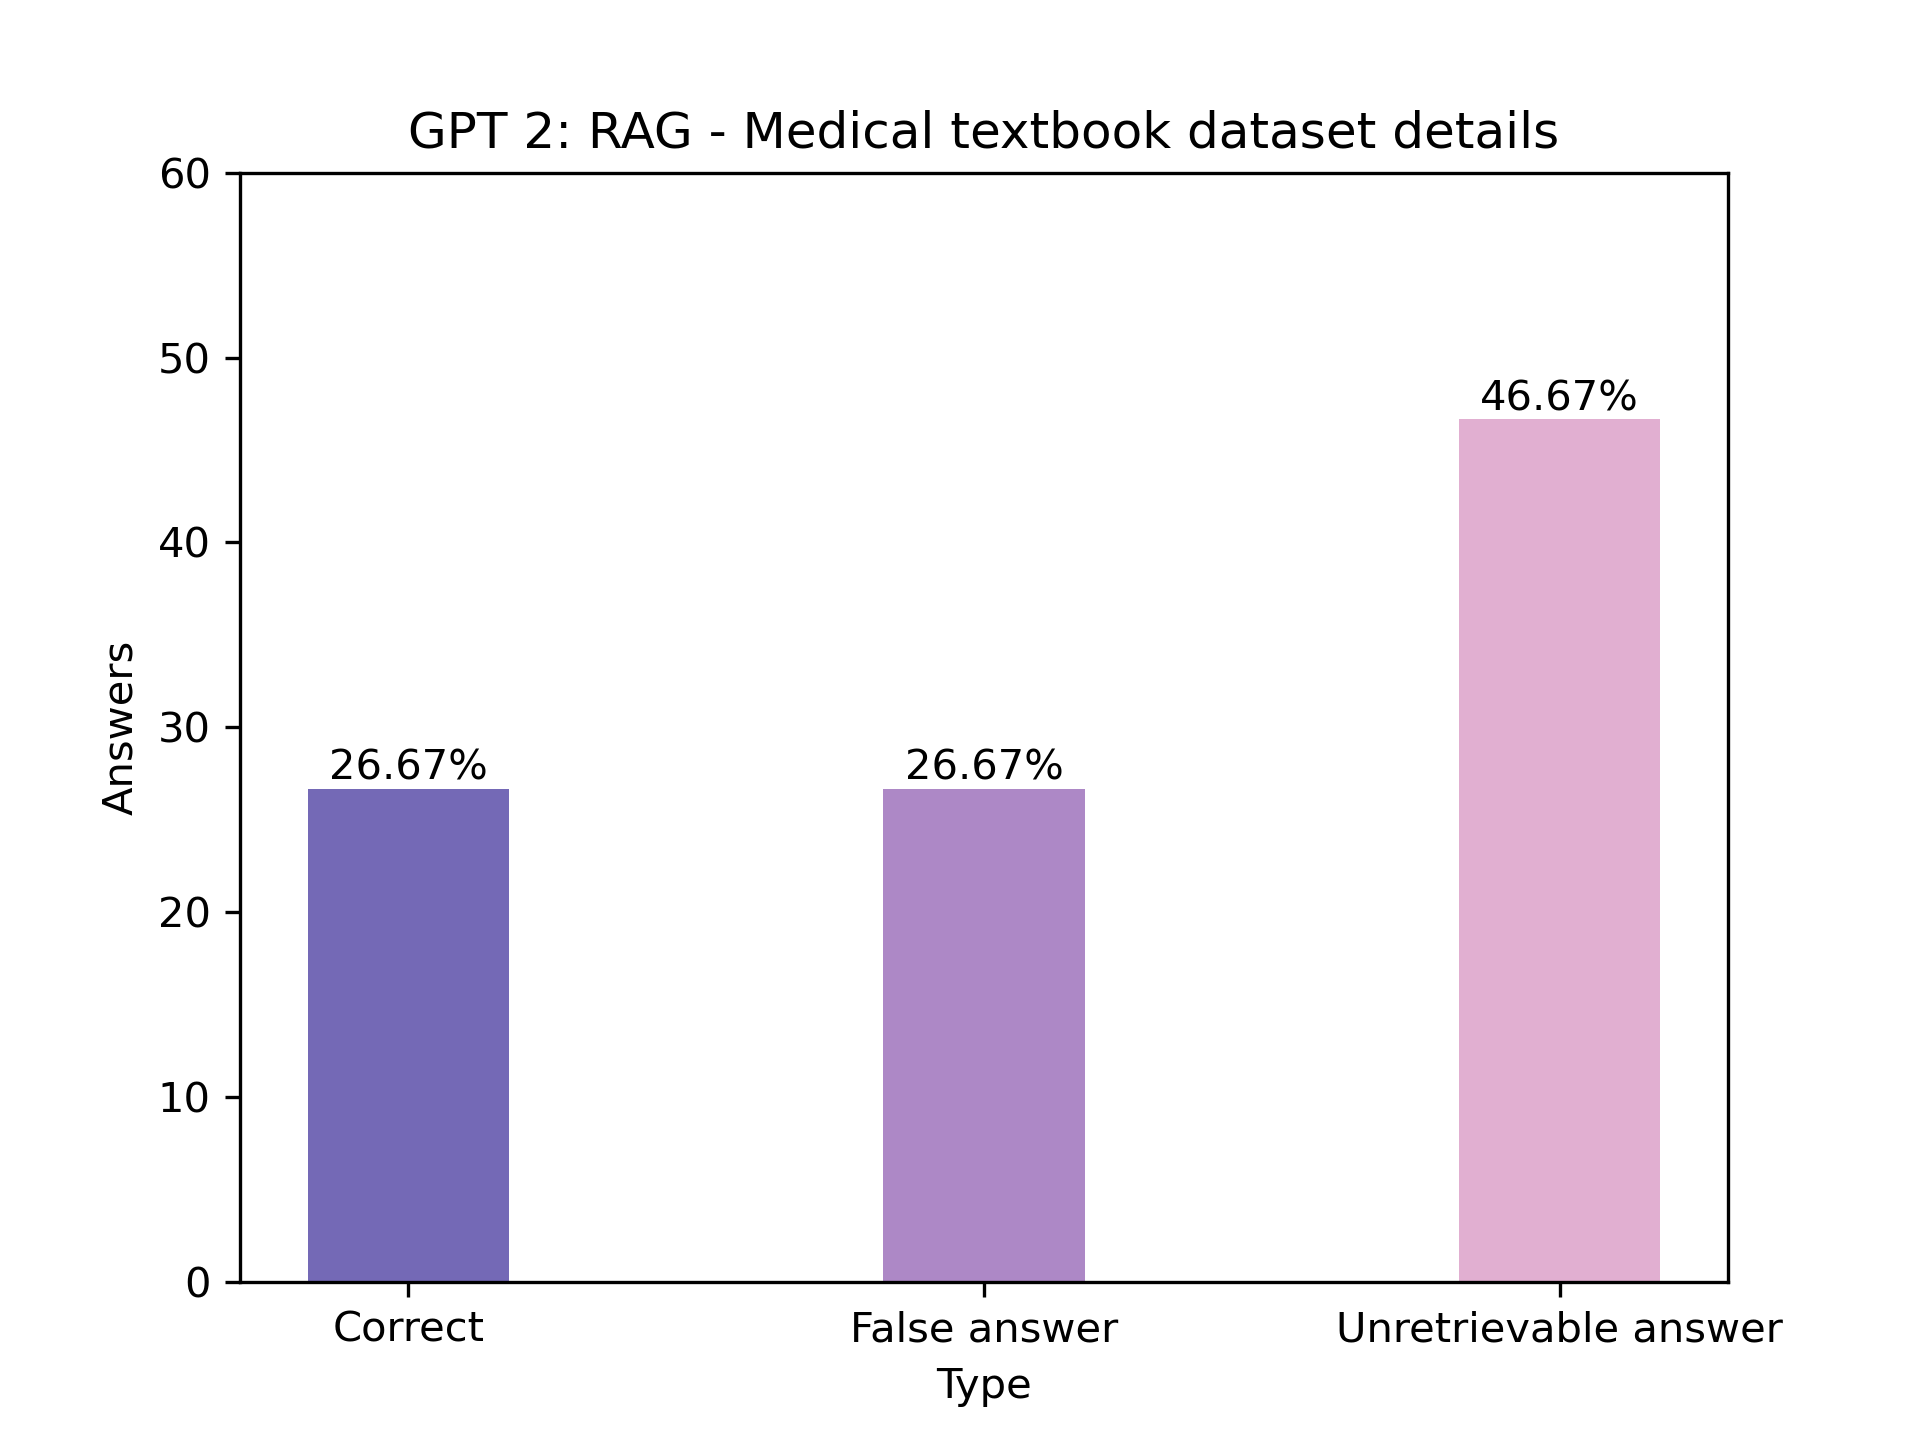 GPT 2: RAG - Medical textbook dataset details
60
50
40
30
20
10
0
Answers
26.67%
26.67%
46.67%
Correct
False answer
Unretrievable answer
Type